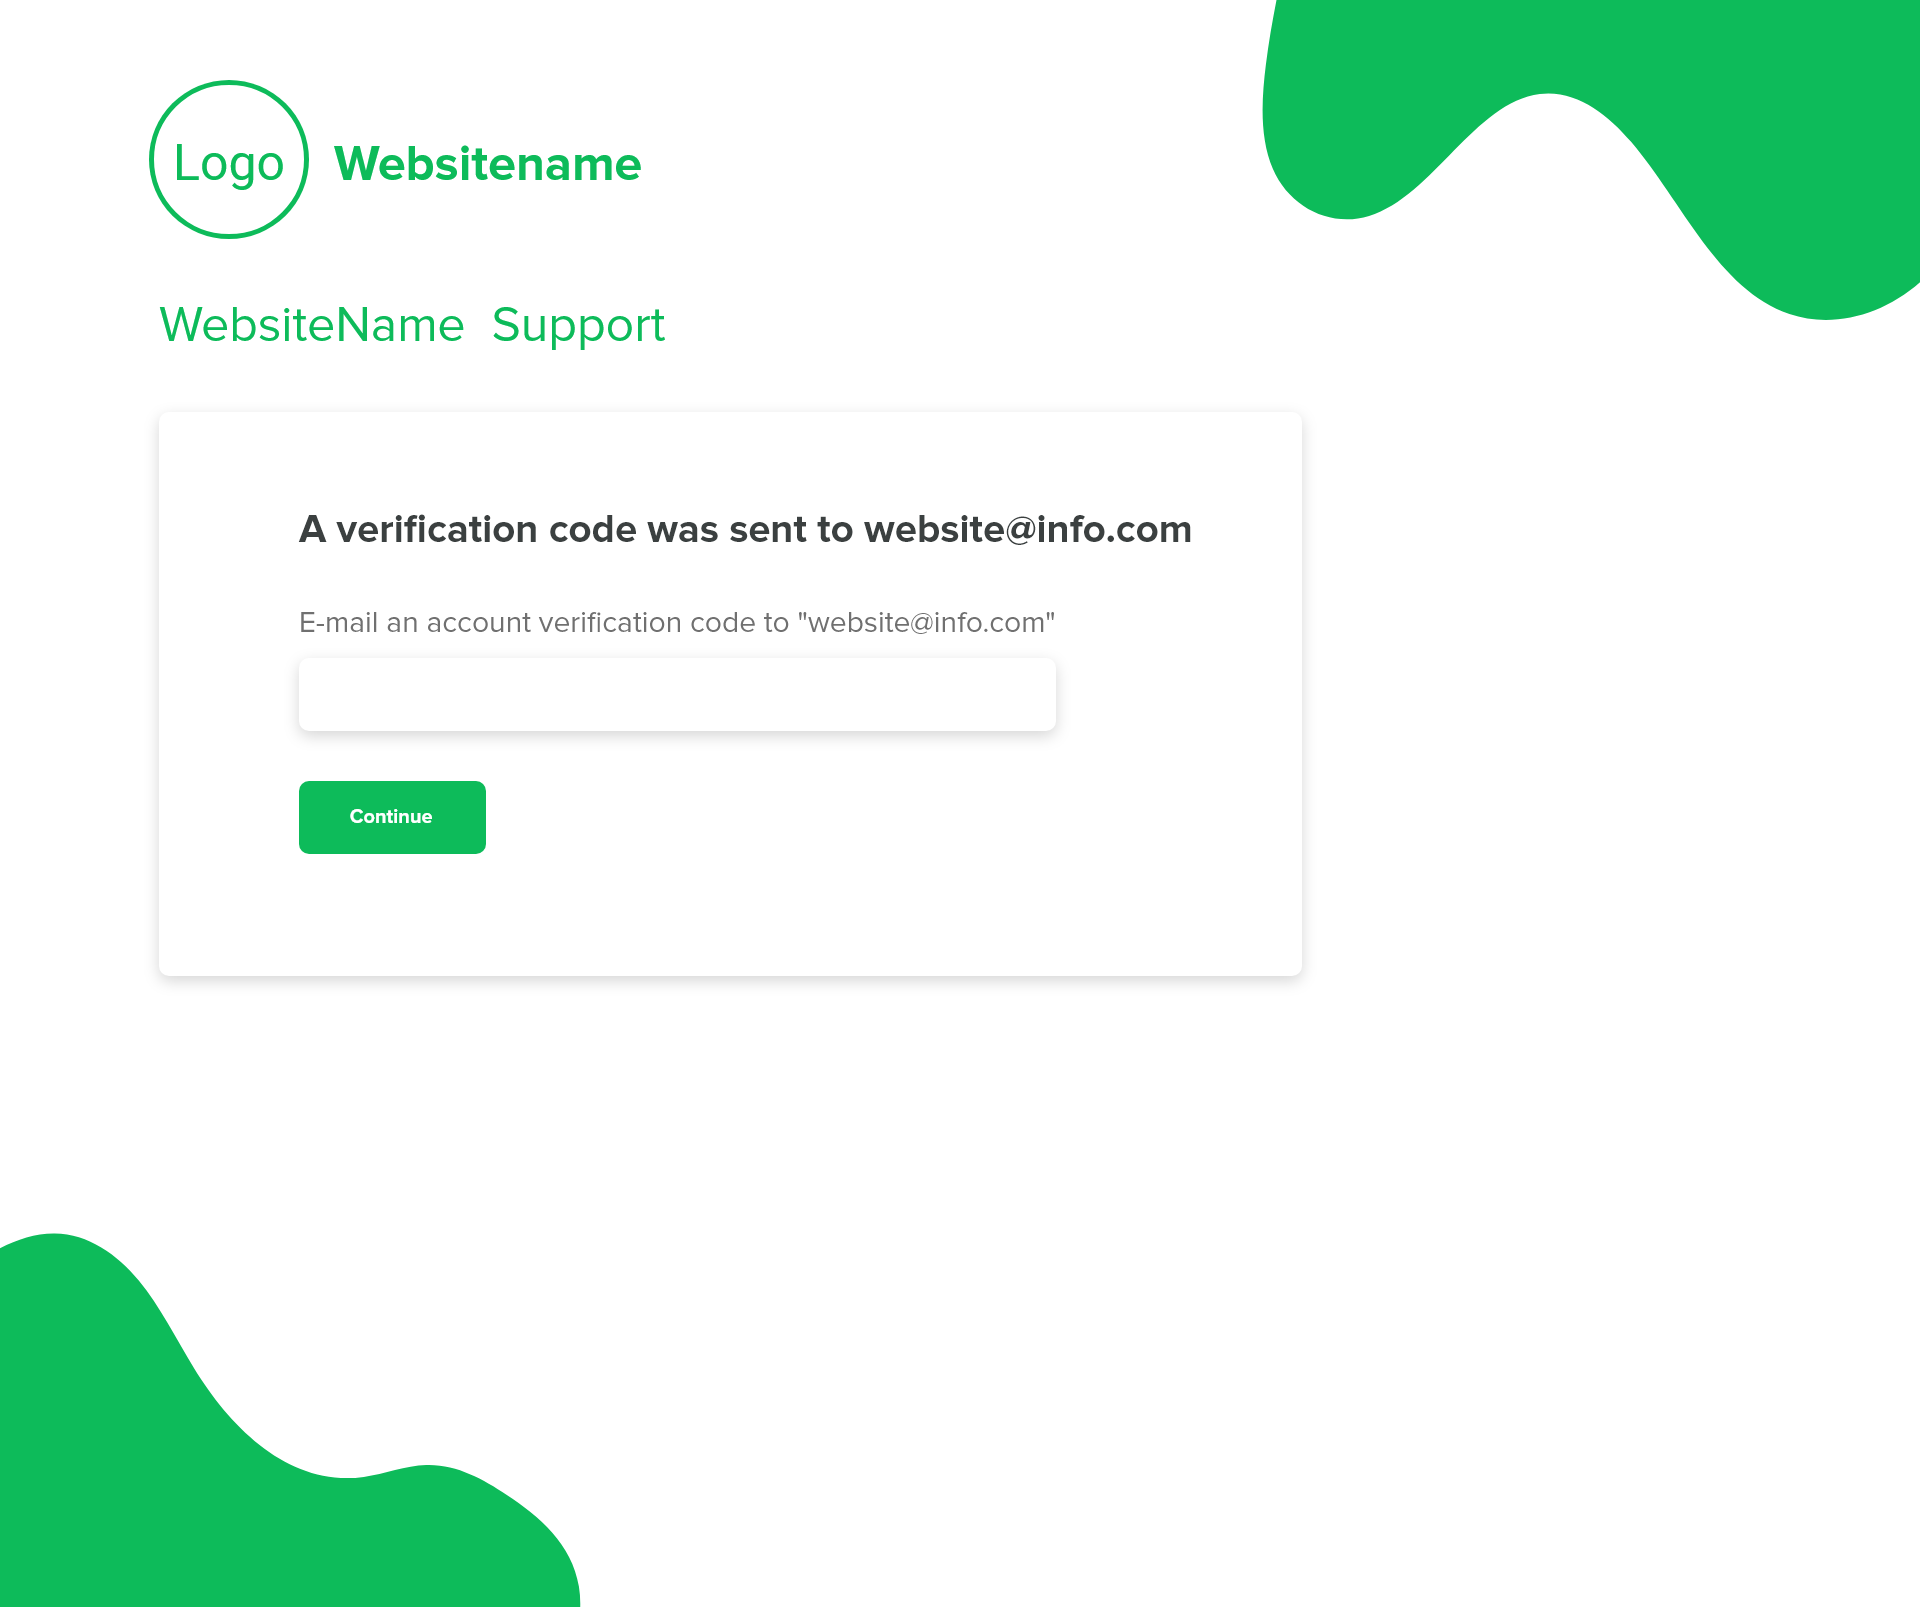 Logo
Websitename
WebsiteName Support
A verification code was sent to website@info.com
E-mail an account verification code to "website@info.com"
Continue